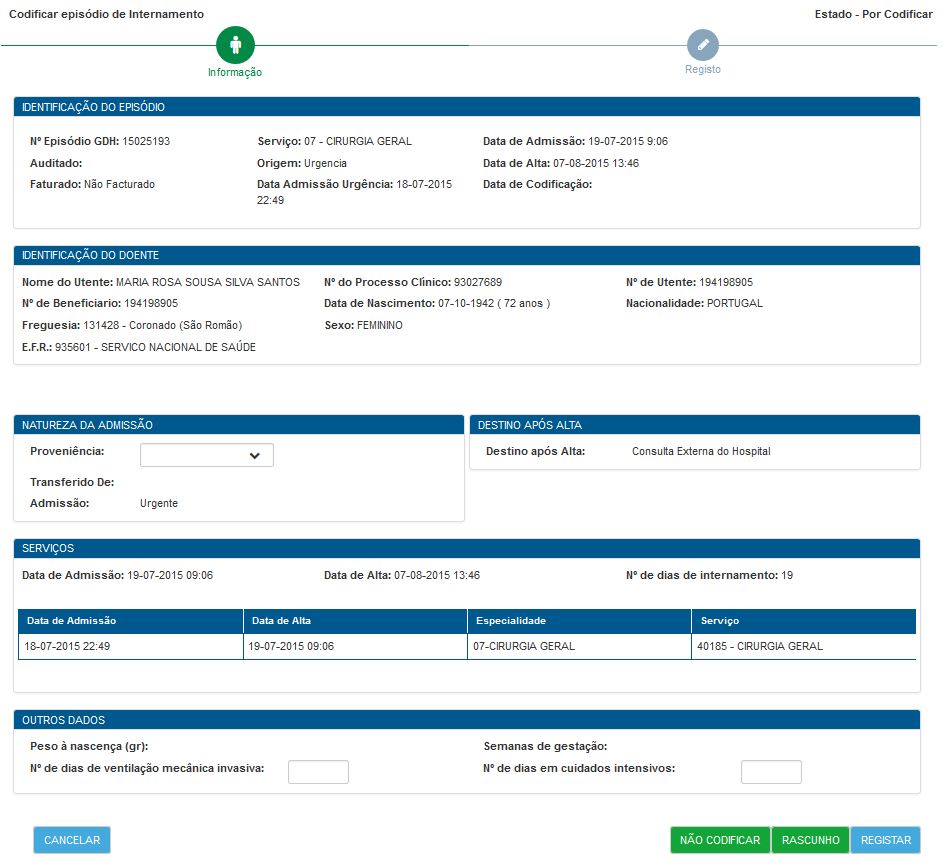 Codificar episódio de Internamento
Estado - Por Codificar
Informação
Registo
IDENTIFICAÇÃO DO EPISÓDIO
Nº Episódio GDH: 15025193
Serviço: 07 - CIRURGIA GERAL
Data de Admissão: 19-07-2015 9:06
Auditado:
Origem: Urgencia
Data de Alta: 07-08-2015 13:46
Faturado: Não Facturado
Data Admissão Urgência: 18-07-2015
22:49
Data de Codificação:
IDENTIFICAÇÃO DO DOENTE
Nome do Utente: MARIA ROSA SOUSA SILVA SANTOS
Nº do Processo Clínico: 93027689
Nº de Utente: 194198905
Nº de Beneficiario: 194198905
Data de Nascimento: 07-10-1942 ( 72 anos )
Nacionalidade: PORTUGAL
Freguesia: 131428 - Coronado (São Romão)
Sexo: FEMININO
E.F.R.: 935601 - SERVICO NACIONAL DE SAÚDE
NATUREZA DA ADMISSÃO
Proveniência:
Transferido De:
Admissão: Urgente
DESTINO APÓS ALTA
Destino após Alta: Consulta Externa do Hospital
SERVIÇOS
Data de Admissão: 19-07-2015 09:06
Data de Alta: 07-08-2015 13:46
Nº de dias de internamento: 19
Data de Admissão
Data de Alta
Especialidade
Serviço
18-07-2015 22:49
19-07-2015 09:06
07-CIRURGIA GERAL
40185 - CIRURGIA GERAL
OUTROS DADOS
Peso à nascença (gr):
Semanas de gestação:
Nº de dias de ventilação mecânica invasiva:
Nº de dias em cuidados intensivos:
CANCELAR
NÃO CODIFICAR
RASCUNHO
REGISTAR